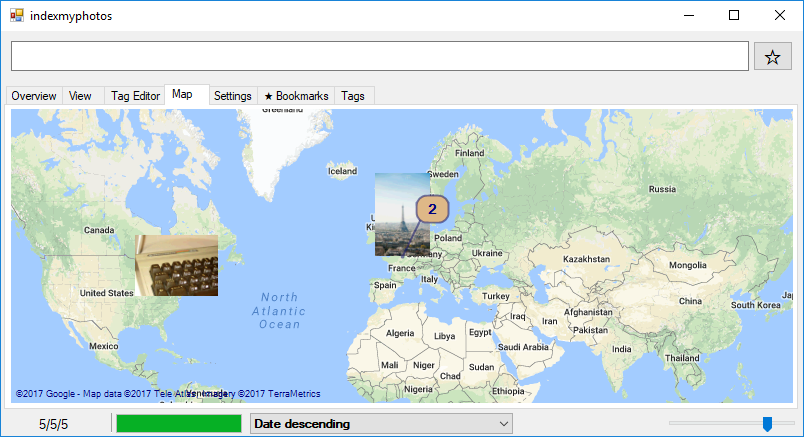 indexmyphotos
Overview View Tag Editor Map Settings ★ Bookmarks Tags
Greenland
Iceland
Finland
Sweden
Russia
Canada
2
Poland
Ukraine
France
Kazakhstan
Mongolia
United States
Spain
Italy
Turkey
China
South Korea
North
Atlantic
Ocean
Iraq
Iran
Afghanistan
Pakistan
Algeria
Libya
Egypt
Saudi Arabia
India
Mexico
Mali
Niger
Chad
Sudan
Thailand
Nigeria
Ethiopia
Venezuela
©2017 Google - Map data ©2017 Tele Atlas, Imagery ©2017 TerraMetrics
5/5/5
Date descending